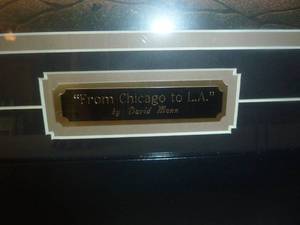 "From Chicago to L.A."
by David Mann